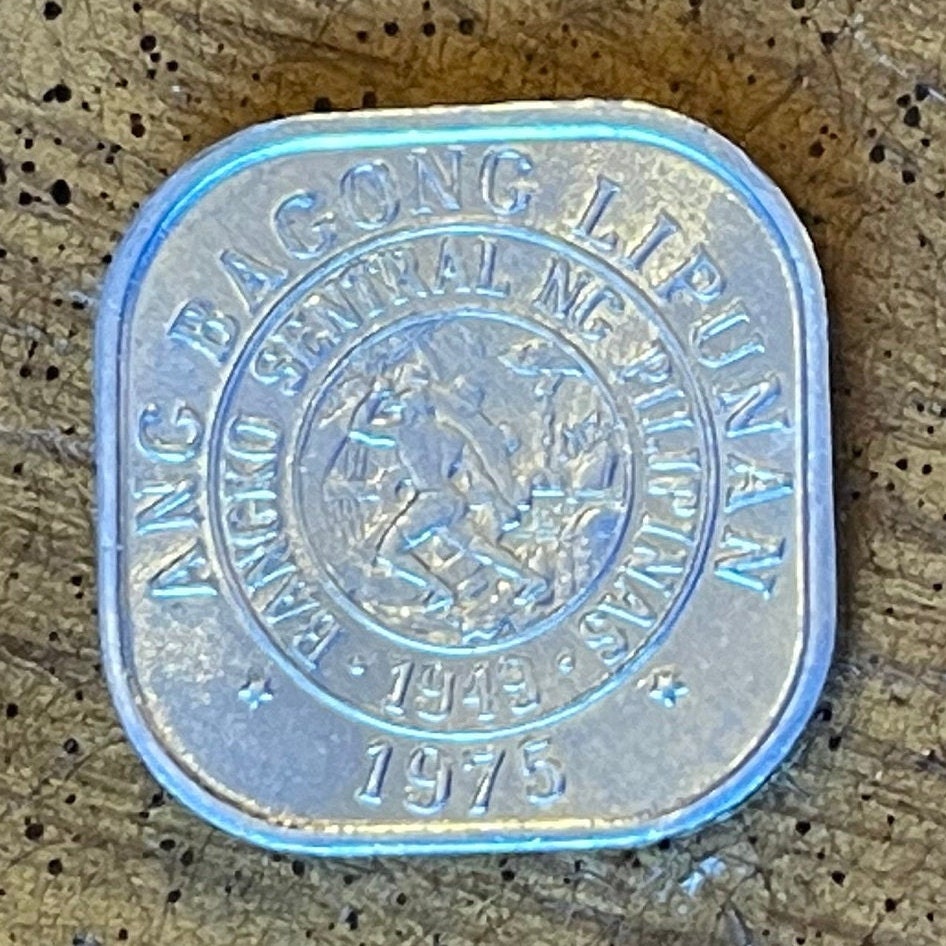 ANG BAGONG LIPUNAN
BANGKO SENTRAL NG PILIPINAS
· 1949 ·
1975